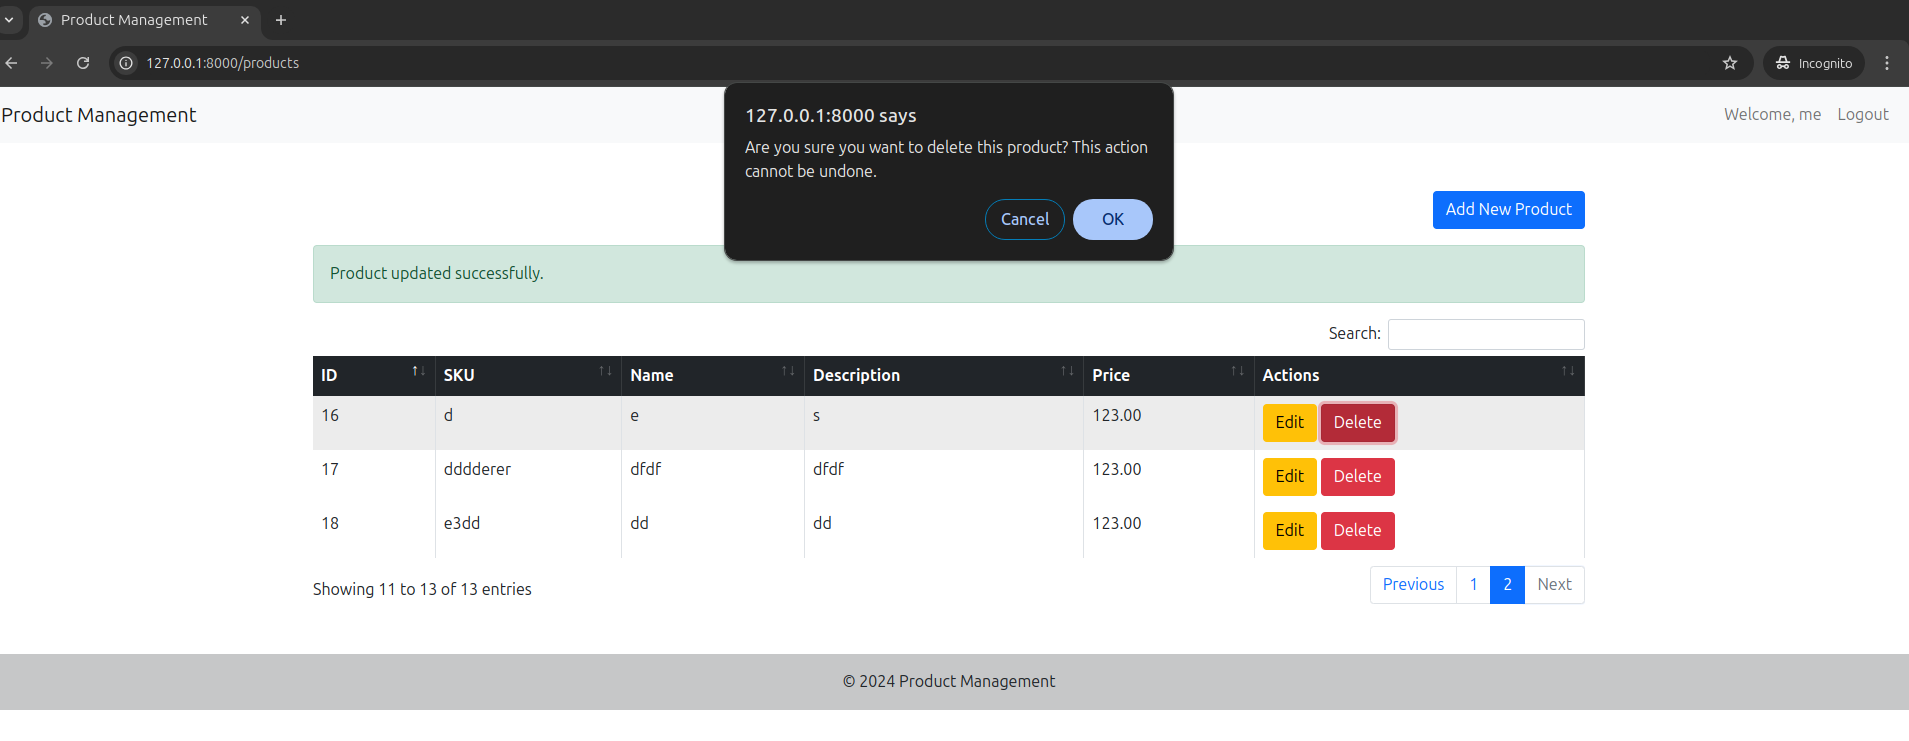 Product Management
127.0.0.1:8000/products
Incognito
Product Management
Welcome, me Logout
127.0.0.1:8000 says
Are you sure you want to delete this product? This action
cannot be undone.
Cancel OK
Add New Product
Product updated successfully.
Search:
ID SKU Name Description Price Actions
16 d e s 123.00 Edit Delete
17 dddderer dfdf dfdf 123.00 Edit Delete
18 e3dd dd dd 123.00 Edit Delete
Showing 11 to 13 of 13 entries
Previous 1 2 Next
© 2024 Product Management